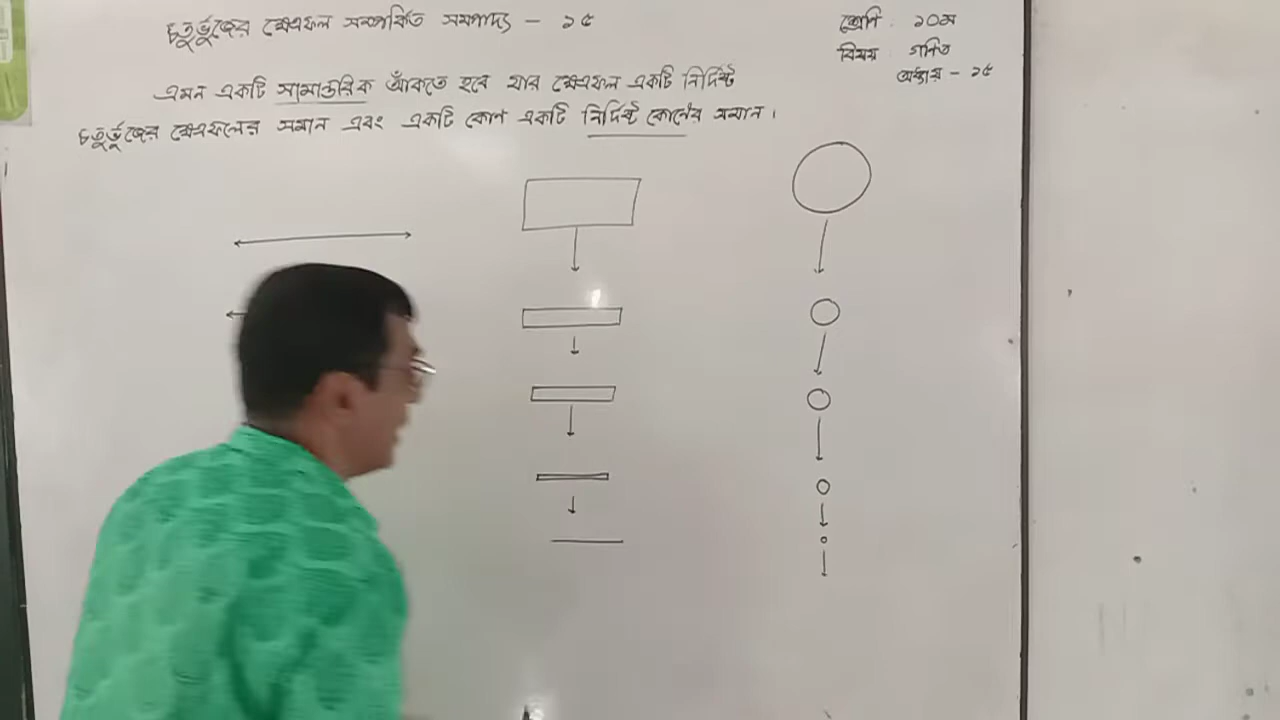 চতুর্ভুজের ক্ষেত্রফল সম্পর্কিত সম্পাদ্য - ১৫
শ্রেণি : ১০ম
বিষয় : গণিত
অধ্যায় - ১৫
এমন একটি সামান্তরিক আঁকতে হবে যার ক্ষেত্রফল একটি নির্দিষ্ট
চতুর্ভুজের ক্ষেত্রফলের সমান এবং একটি কোণ একটি নির্দিষ্ট কোণের সমান।